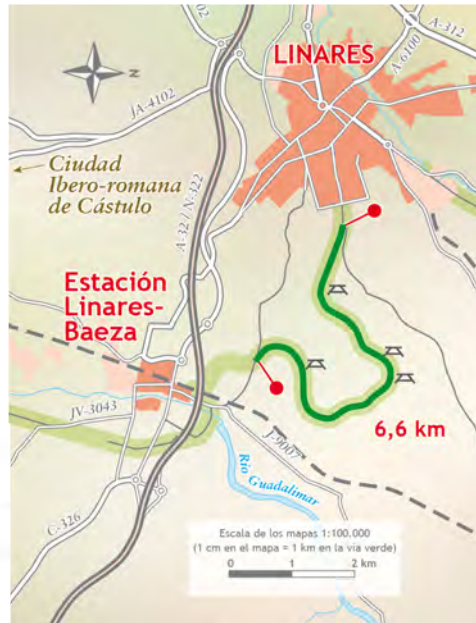 LINARES
A-312
A-6100
JA-4102
N
Ciudad
Ibero-romana
de Cástulo
A-32 / N-322
Estación
Linares-
Baeza
6,6 km
JV-3043
J-9007
Río Guadalimar
C-326
Escala de los mapas 1:100.000
(1 cm en el mapa = 1 km en la vía verde)
0 1 2 km